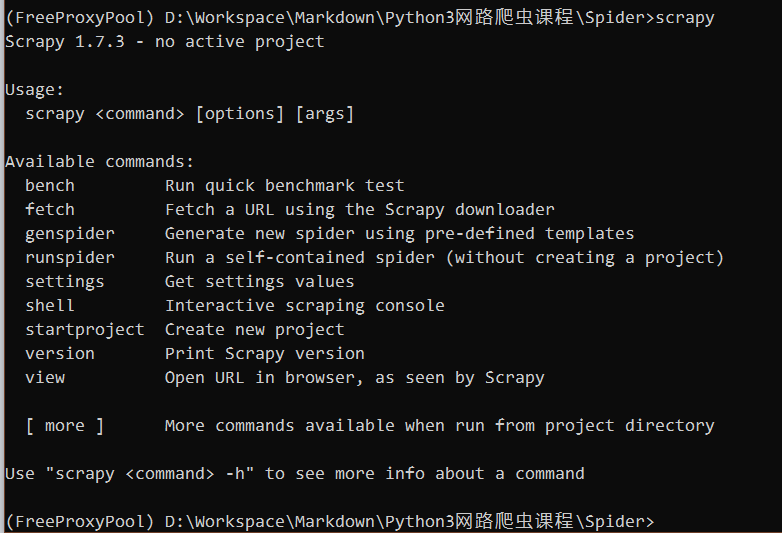 (FreeProxyPool) D:\Workspace\Markdown\Python3网路爬虫课程\Spider>scrapy
Scrapy 1.7.3 - no active project
Usage:
scrapy <command> [options] [args]
Available commands:
bench Run quick benchmark test
fetch Fetch a URL using the Scrapy downloader
genspider Generate new spider using pre-defined templates
runspider Run a self-contained spider (without creating a project)
settings Get settings values
shell Interactive scraping console
startproject Create new project
version Print Scrapy version
view Open URL in browser, as seen by Scrapy
[ more ] More commands available when run from project directory
Use "scrapy <command> -h" to see more info about a command
(FreeProxyPool) D:\Workspace\Markdown\Python3网路爬虫课程\Spider>